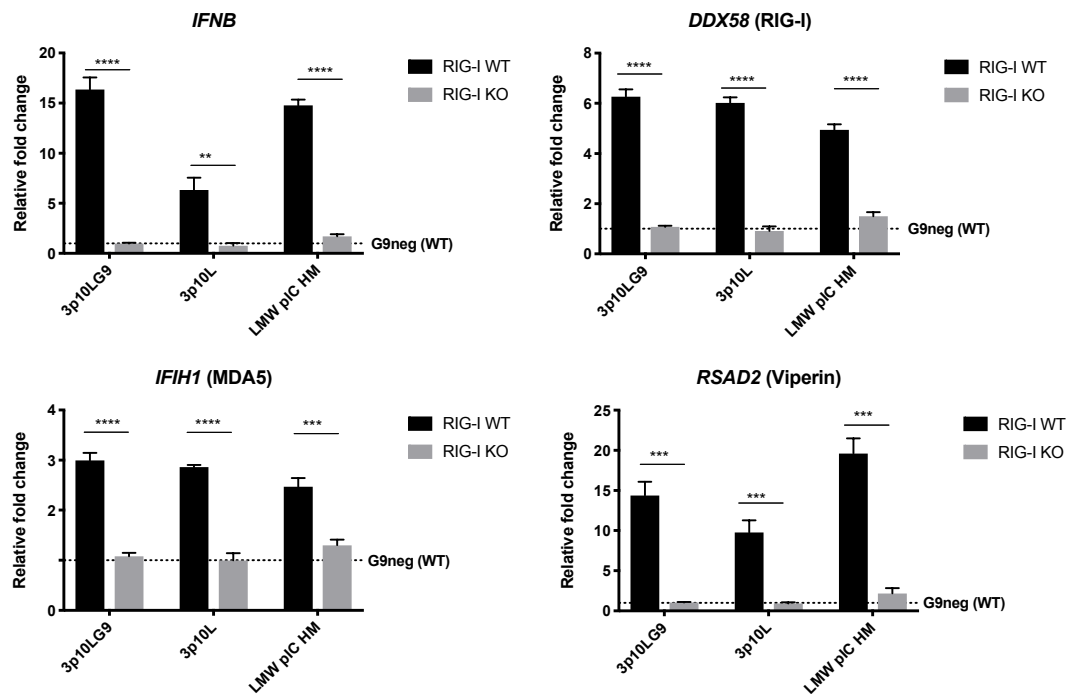 IFNB
Relative fold change
20
15
10
5
0
****
**
****
RIG-I WT
RIG-I KO
G9neg (WT)
3p10LG9
3p10L
LMW pIC HM
DDX58 (RIG-I)
Relative fold change
8
6
4
2
0
****
****
****
RIG-I WT
RIG-I KO
G9neg (WT)
3p10LG9
3p10L
LMW pIC HM
IFIH1 (MDA5)
Relative fold change
4
3
2
1
0
****
****
***
RIG-I WT
RIG-I KO
G9neg (WT)
3p10LG9
3p10L
LMW pIC HM
RSAD2 (Viperin)
Relative fold change
25
20
15
10
5
0
***
***
***
RIG-I WT
RIG-I KO
G9neg (WT)
3p10LG9
3p10L
LMW pIC HM